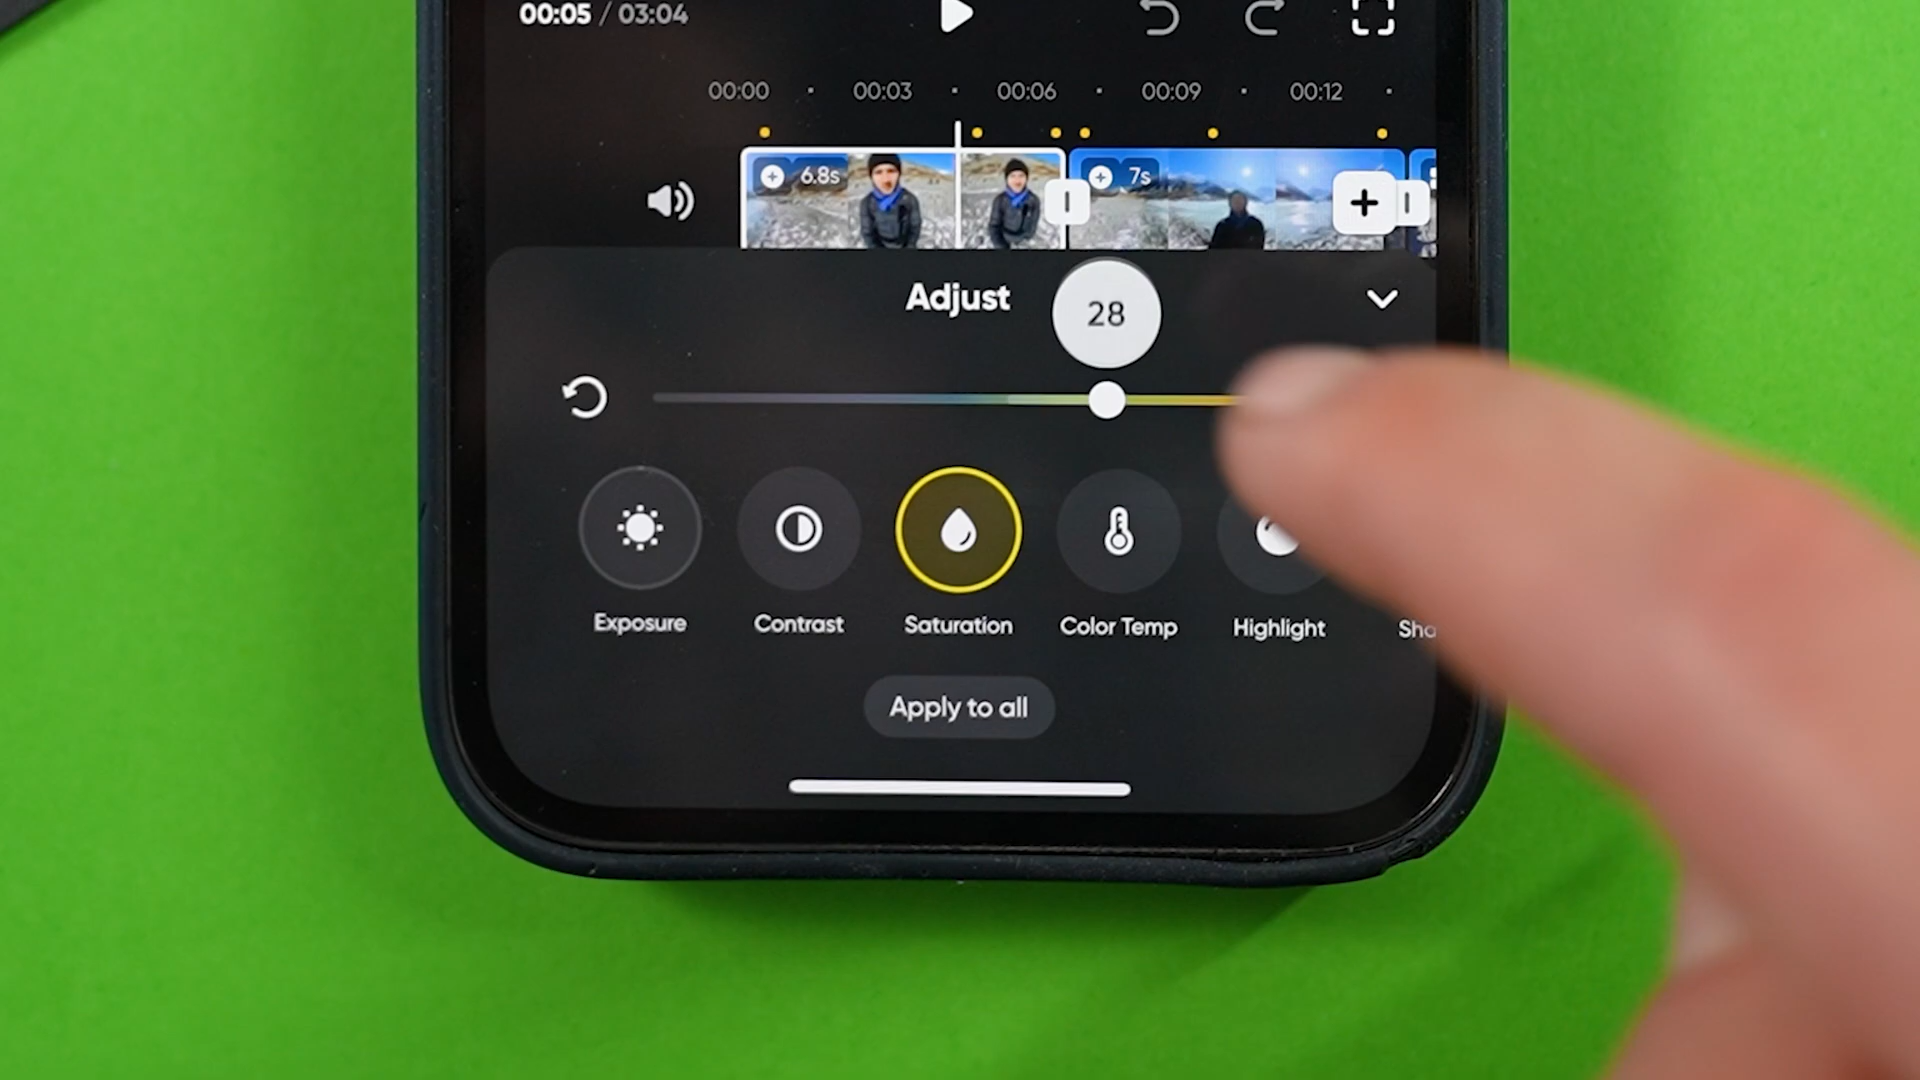 00:05 / 03:04
00:00 · 00:03 · 00:06 · 00:09 · 00:12 ·
6.8s 7s
Adjust 28
Exposure Contrast Saturation Color Temp Highlight
Apply to all